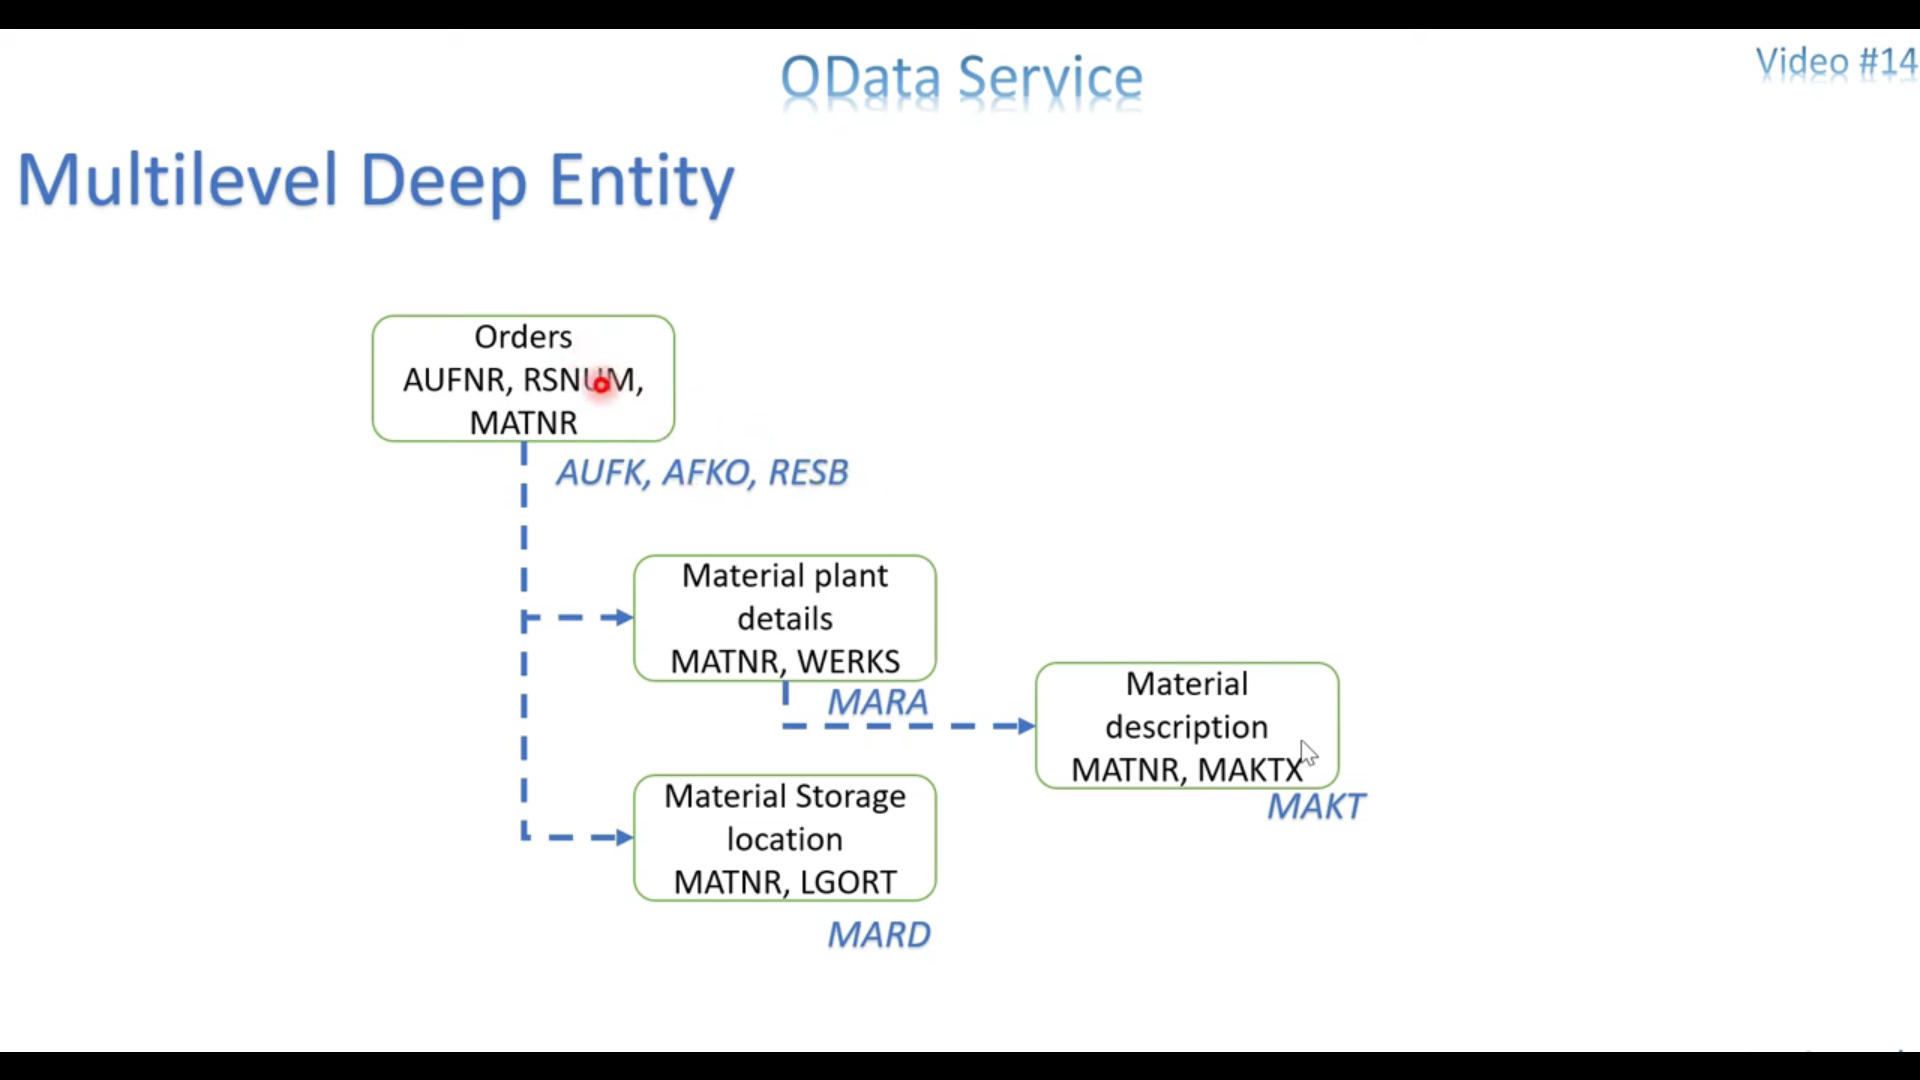 OData Service
Video #14
Multilevel Deep Entity
Orders
AUFNR, RSNUM,
MATNR
AUFK, AFKO, RESB
Material plant
details
MATNR, WERKS
MARA
Material
description
MATNR, MAKTX
MAKT
Material Storage
location
MATNR, LGORT
MARD